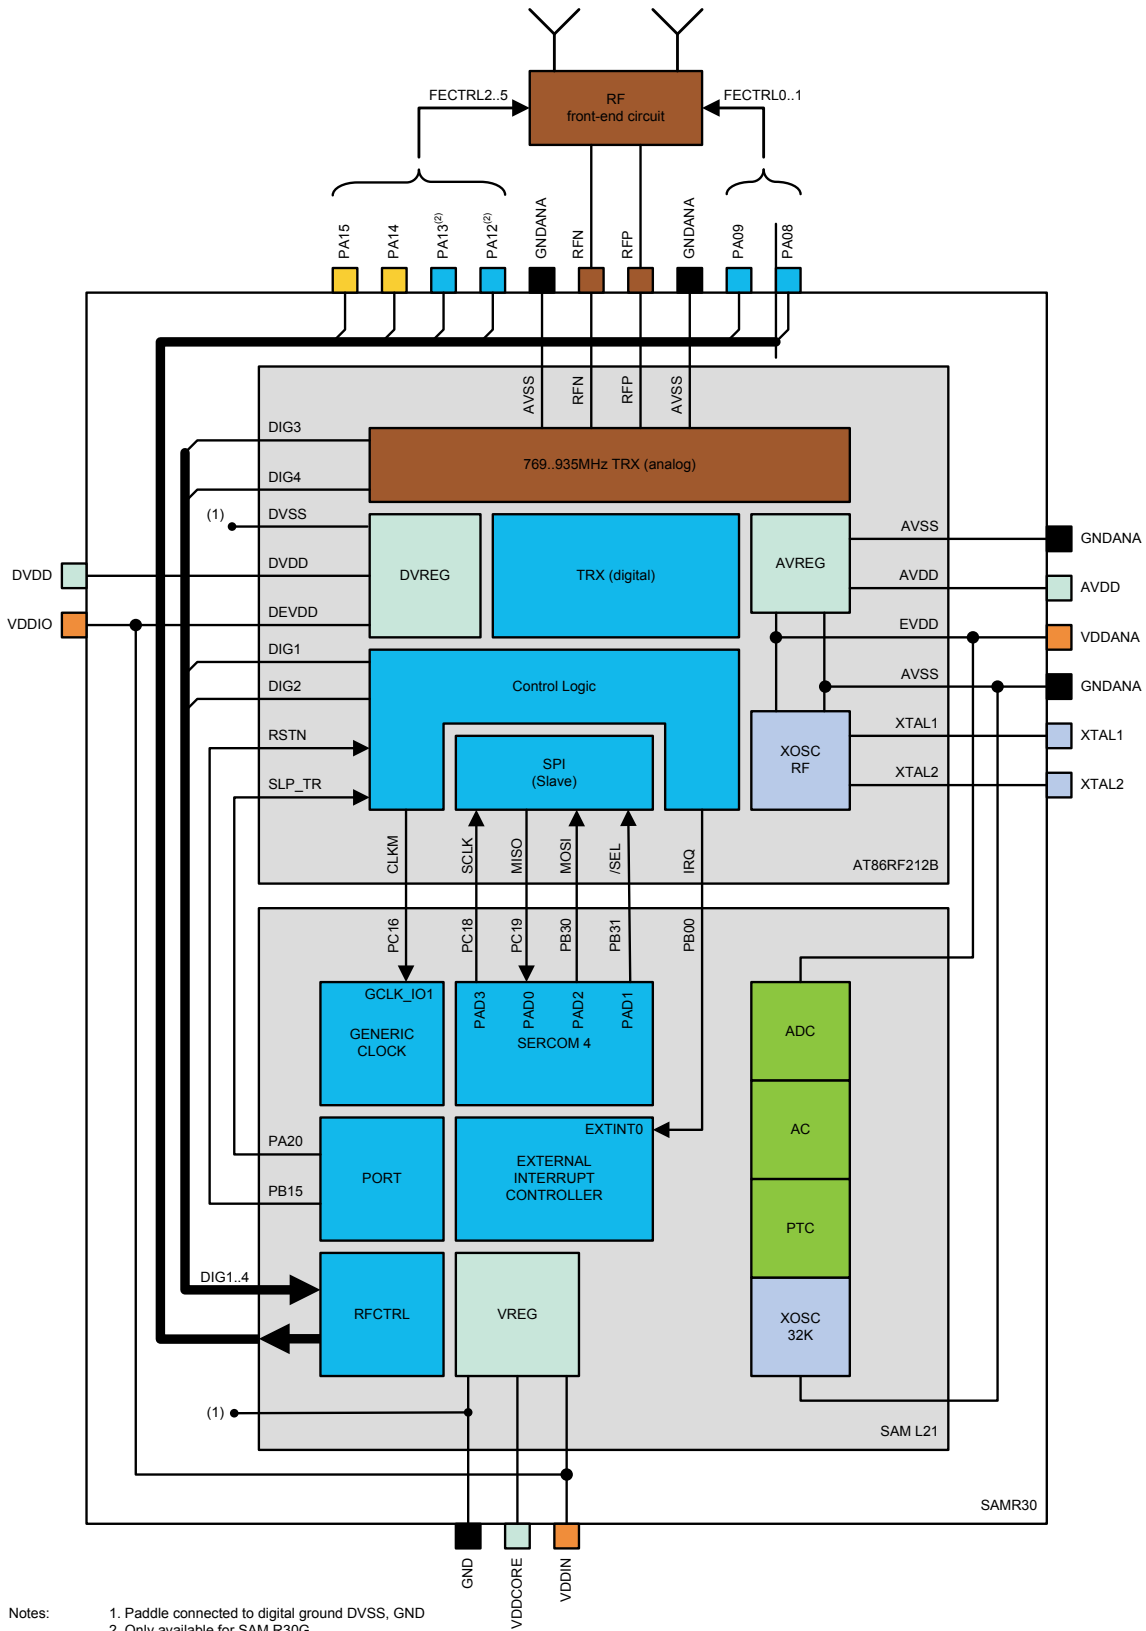 RF
front-end circuit
FECTRL2..5
FECTRL0..1
PA15
PA14
PA13(2)
PA12(2)
GNDANA
RFN
RFP
GNDANA
PA09
PA08
AVSS
RFN
RFP
AVSS
DIG3
DIG4
(1)
DVSS
DVDD
DVDD
VDDIO
DEVDD
DIG1
DIG2
RSTN
SLP_TR
769..935MHz TRX (analog)
DVREG
TRX (digital)
AVREG
Control Logic
SPI
(Slave)
XOSC
RF
AVSS
GNDANA
AVDD
AVDD
EVDD
VDDANA
AVSS
GNDANA
XTAL1
XTAL1
XTAL2
XTAL2
CLKM
SCLK
MISO
MOSI
/SEL
IRQ
AT86RF212B
PC16
PC18
PC19
PB30
PB31
PB00
GCLK_IO1
GENERIC
CLOCK
PAD3
PAD0
PAD2
PAD1
SERCOM 4
ADC
AC
PTC
XOSC
32K
PA20
PB15
PORT
EXTINT0
EXTERNAL
INTERRUPT
CONTROLLER
DIG1..4
RFCTRL
VREG
(1)
SAM L21
SAMR30
GND
VDDCORE
VDDIN
Notes:
1. Paddle connected to digital ground DVSS, GND
2. Only available for SAM R30G